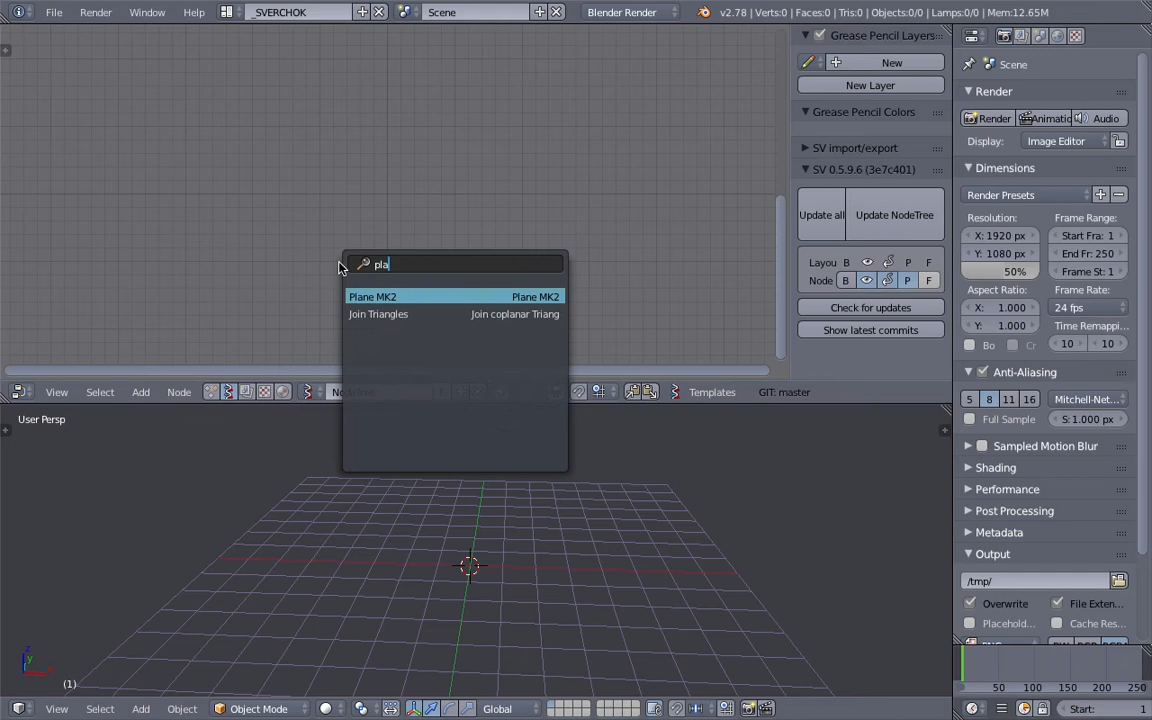 File Render Window Help _SVERCHOK Scene Blender Render v2.78 | Verts:0 | Faces:0 | Tris:0 | Objects:0/0 | Lamps:0/0 | Mem:12.65M
Grease Pencil Layers
New
New Layer
Grease Pencil Colors
SV import/export
SV 0.5.9.6 (3e7c401)
Update all Update NodeTree
Layou B P F
Node B P F
Check for updates
Show latest commits
Scene
Render
Render Animatic Audio
Display: Image Editor
Dimensions
Render Presets
Resolution: Frame Range:
X: 1920 px Start Fra: 1
Y: 1080 px End Fr: 250
50% Frame St: 1
Aspect Ratio: Frame Rate:
X: 1.000 24 fps
Y: 1.000 Time Remappi...
Bo Cr 10 10
Anti-Aliasing
5 8 11 16 Mitchell-Net...
Full Sample S: 1.000 px
Sampled Motion Blur
Shading
Performance
Post Processing
Metadata
Output
/tmp/
Overwrite File Exten...
Placehold... Cache Res...
pla
Plane MK2 Plane MK2
Join Triangles Join coplanar Triang
View Select Add Node Templates GIT: master
User Persp
z
y
x
(1)
View Select Add Object Object Mode Global
50 100 150 200 250
Start: 1